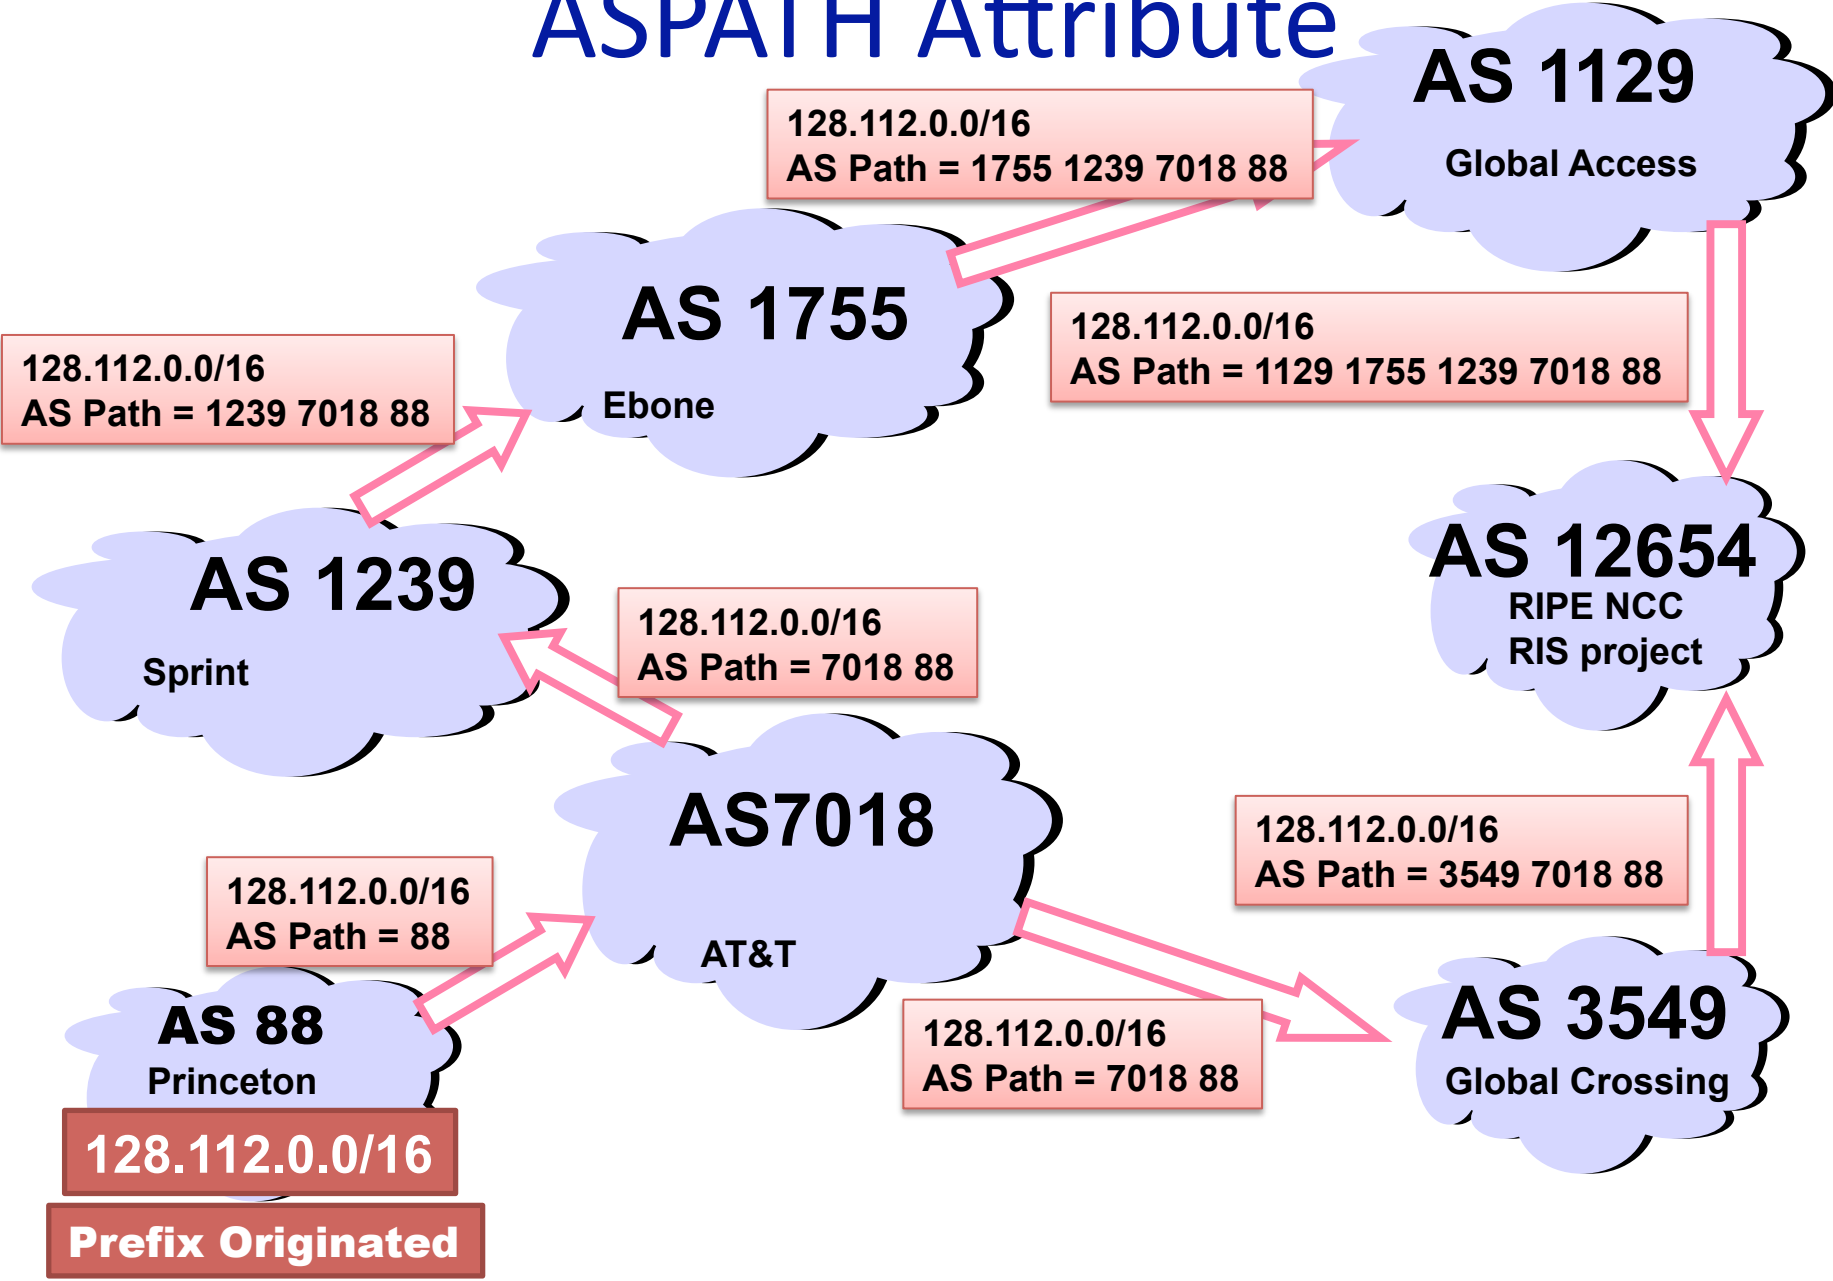 ASPATH Attribute
AS 1129
Global Access
128.112.0.0/16
AS Path = 1755 1239 7018 88
AS 1755
Ebone
128.112.0.0/16
AS Path = 1129 1755 1239 7018 88
128.112.0.0/16
AS Path = 1239 7018 88
AS 12654
RIPE NCC
RIS project
AS 1239
Sprint
128.112.0.0/16
AS Path = 7018 88
AS7018
AT&T
128.112.0.0/16
AS Path = 3549 7018 88
128.112.0.0/16
AS Path = 88
AS 88
Princeton
128.112.0.0/16
AS Path = 7018 88
AS 3549
Global Crossing
128.112.0.0/16
Prefix Originated